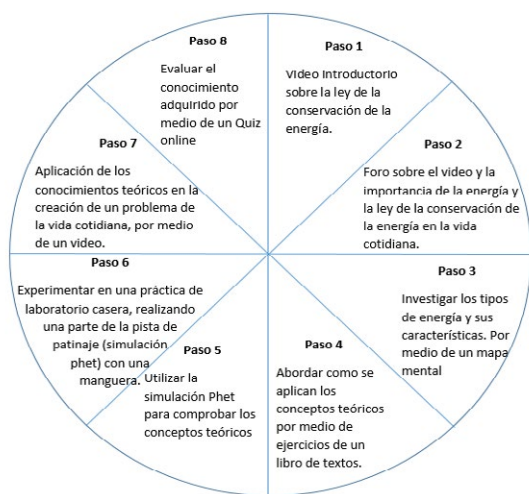 Paso 1
Video Introductorio
sobre la ley de la
conservación de la
energía.
Paso 2
Foro sobre el video y la
importancia de la energía y
la ley de la conservación de
la energía en la vida
cotidiana.
Paso 3
Investigar los tipos
de energía y sus
características. Por
medio de un mapa
mental
Paso 4
Abordar como se
aplican los
conceptos teóricos
por medio de
ejercicios de un
libro de textos.
Paso 5
Utilizar la
simulación Phet
para comprobar los
conceptos teóricos
Paso 6
Experimentar en una práctica de
laboratorio casera, realizando
una parte de la pista de
patinaje (simulación
phet) con una
manguera.
Paso 7
Aplicación de los
conocimientos teóricos en la
creación de un problema de
la vida cotidiana, por medio
de un video.
Paso 8
Evaluar el
conocimiento
adquirido por
medio de un Quiz
online